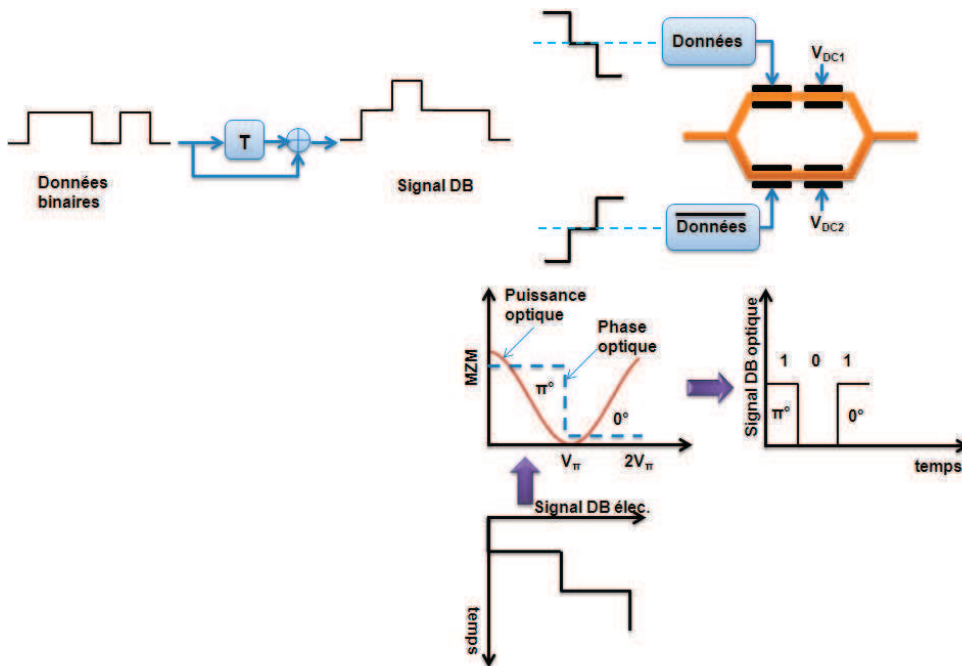 Données
V_DC1
T
Données
binaires
Signal DB
Données
V_DC2
Puissance
optique
Phase
optique
MZM
π°
0°
V_π
2V_π
Signal DB optique
1 0 1
π°
0°
temps
Signal DB élec.
temps